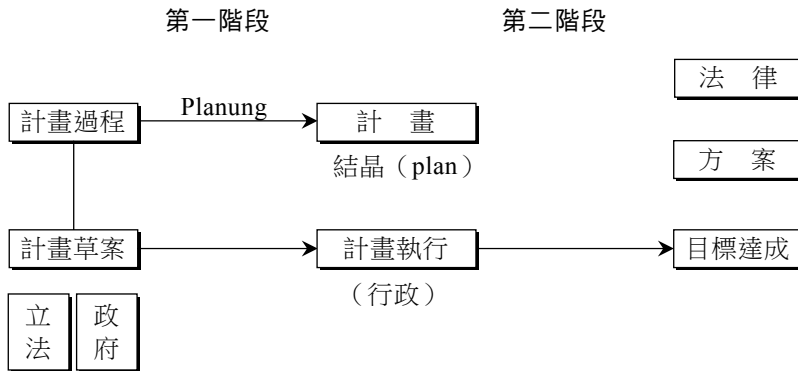 第一階段 第二階段
法 律
計畫過程 Planung 計 畫
結晶（plan） 方 案
計畫草案 計畫執行 目標達成
（行政）
立法 政府